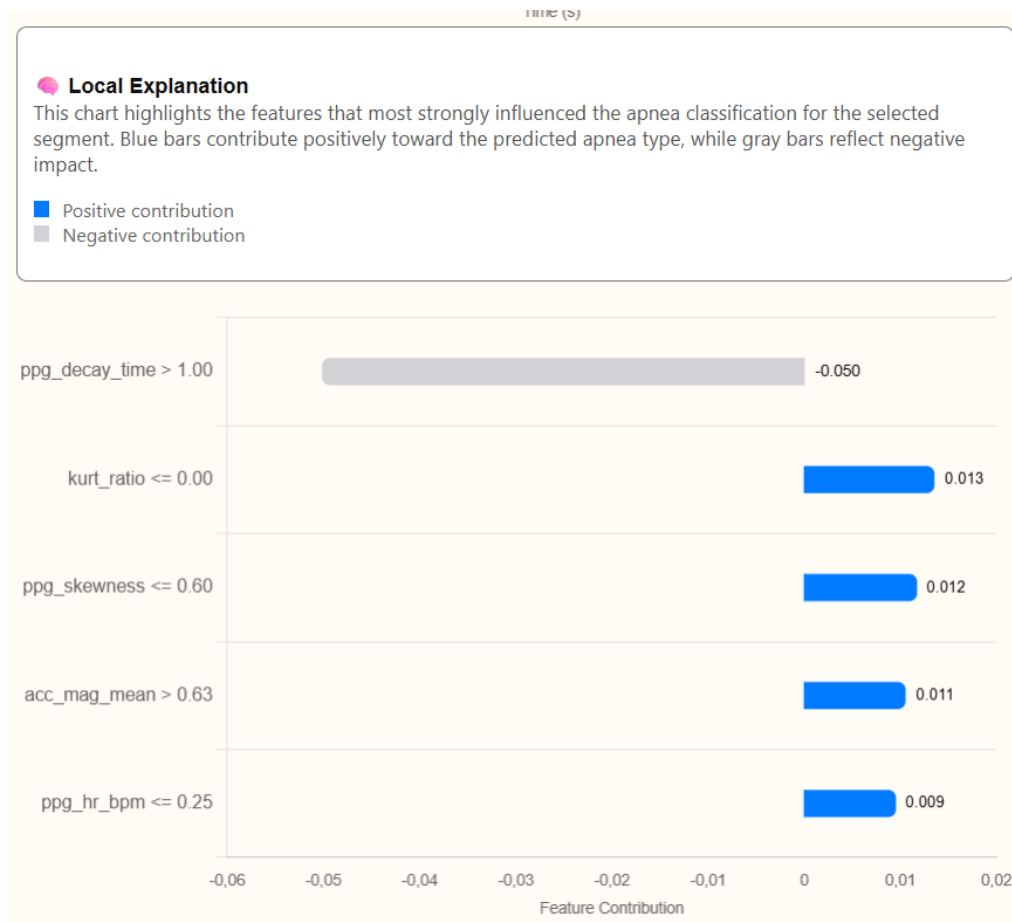 Time (s)
Local Explanation
This chart highlights the features that most strongly influenced the apnea classification for the selected
segment. Blue bars contribute positively toward the predicted apnea type, while gray bars reflect negative
impact.
Positive contribution
Negative contribution
ppg_decay_time > 1.00
-0.050
kurt_ratio <= 0.00
0.013
ppg_skewness <= 0.60
0.012
acc_mag_mean > 0.63
0.011
ppg_hr_bpm <= 0.25
0.009
-0,06 -0,05 -0,04 -0,03 -0,02 -0,01 0 0,01 0,02
Feature Contribution